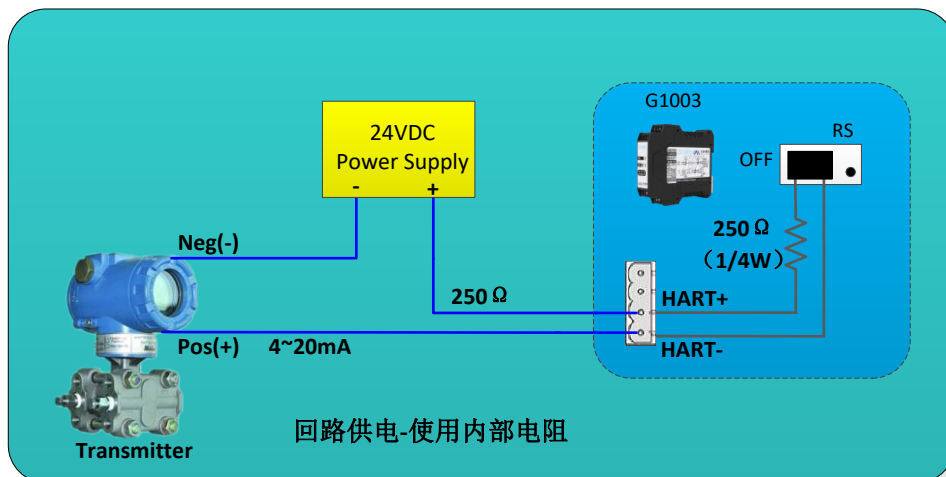 G1003
RS
OFF
24VDC
Power Supply
- +
250Ω
（1/4W）
Neg(-)
250Ω
HART+
Pos(+) 4~20mA
HART-
回路供电-使用内部电阻
Transmitter